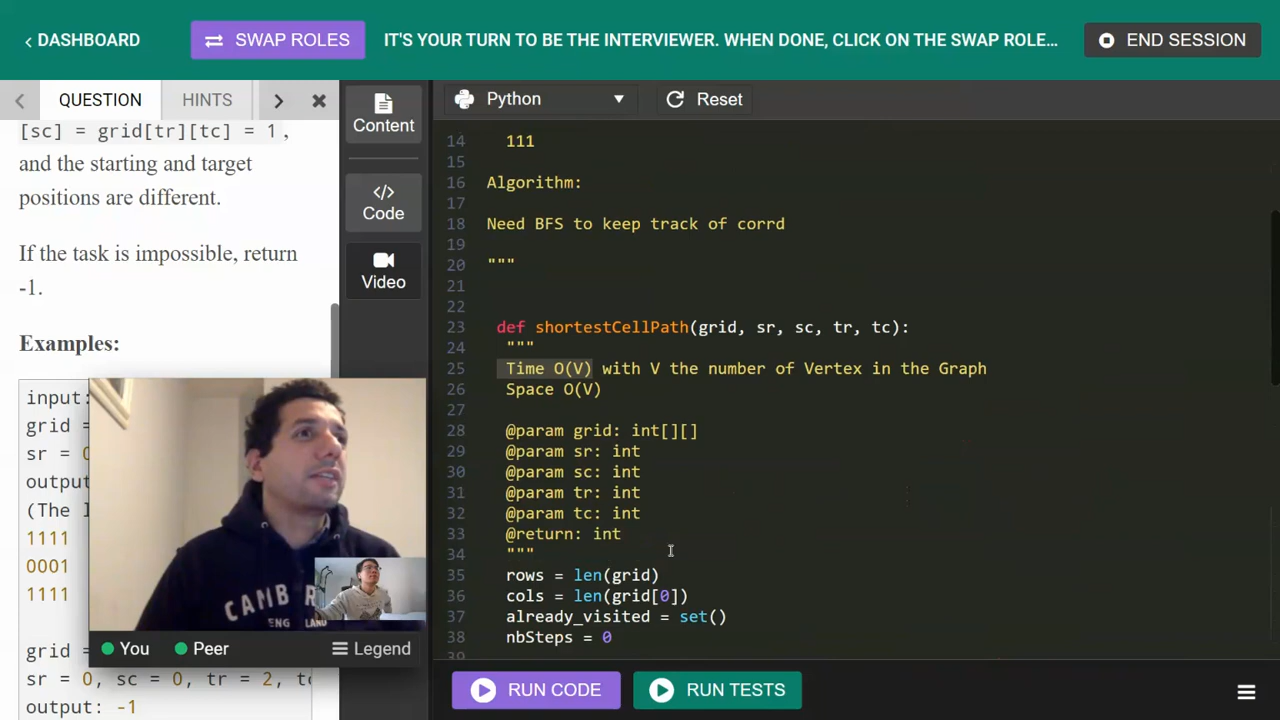 DASHBOARD
SWAP ROLES
IT'S YOUR TURN TO BE THE INTERVIEWER. WHEN DONE, CLICK ON THE SWAP ROLE...
END SESSION
QUESTION
HINTS
[sc] = grid[tr][tc] = 1 ,
and the starting and target
positions are different.
If the task is impossible, return
-1.
Examples:
input:
grid =
sr =
output
(The
1111
0001
1111
grid =
sr = 0, sc = 0, tr = 2,
output: -1
CAMBR
ENG LAND
You
Peer
Legend
Content
Code
Video
Python
Reset
14 111
15
16 Algorithm:
17
18 Need BFS to keep track of corrd
19
20 """
21
22
23 def shortestCellPath(grid, sr, sc, tr, tc):
24 """
25 Time O(V) with V the number of Vertex in the Graph
26 Space O(V)
27
28 @param grid: int[][]
29 @param sr: int
30 @param sc: int
31 @param tr: int
32 @param tc: int
33 @return: int
34 """
35 rows = len(grid)
36 cols = len(grid[0])
37 already_visited = set()
38 nbSteps = 0
39
RUN CODE
RUN TESTS